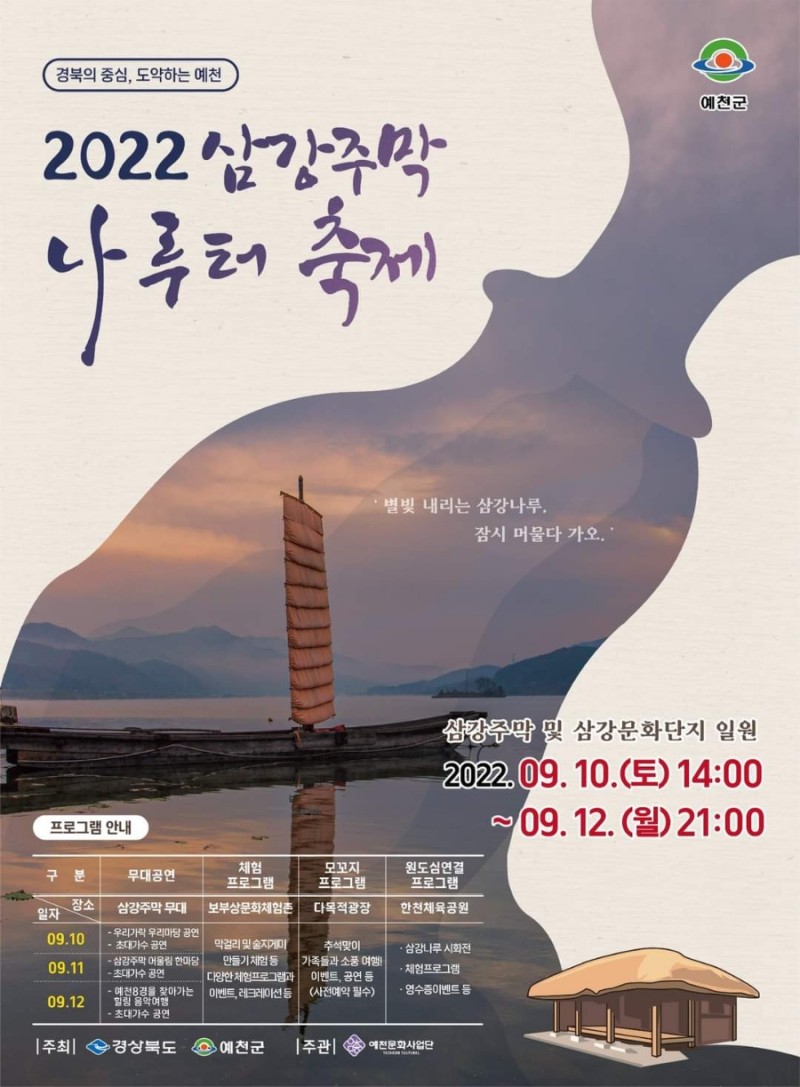 경북의 중심, 도약하는 예천
예천군
2022 삼강주막
나루터 축제
‘ 별빛 내리는 삼강나루.
잠시 머물다 가오. ’
삼강주막 및 삼강문화단지 일원
2022. 09. 10.(토) 14:00
~ 09. 12. (월) 21:00
프로그램 안내
구 분 무대공연 체험 프로그램 모꼬지 프로그램 원도심연결 프로그램
장소 일자 삼강주막 무대 보부상문화체험촌 다목적광장 한천체육공원
09.10
- 우리가락 우리마당 공연
- 초대가수 공연
09.11
- 삼강주막 어울림 한마당
- 초대가수 공연
09.12
- 예천8경을 찾아가는
힐링 음악여행
- 초대가수 공연
막걸리 및 술지게미
만들기 체험 등
다양한 체험프로그램과
이벤트, 레크레이션 등
추석맞이
가족들과 소풍 여행!
이벤트, 공연 등
(사전예약 필수)
· 삼강나루 시화전
· 체험프로그램
· 영수증이벤트 등
|주최| 경상북도 예천군 |주관| 예천문화사업단